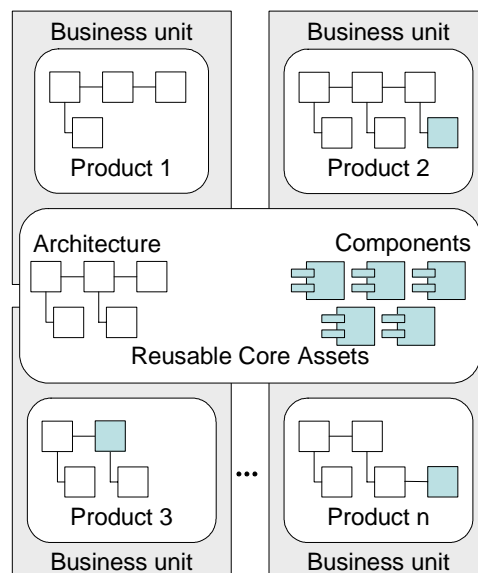 Business unit
Business unit
Product 1
Product 2
Architecture
Components
Reusable Core Assets
Product 3
...
Product n
Business unit
Business unit